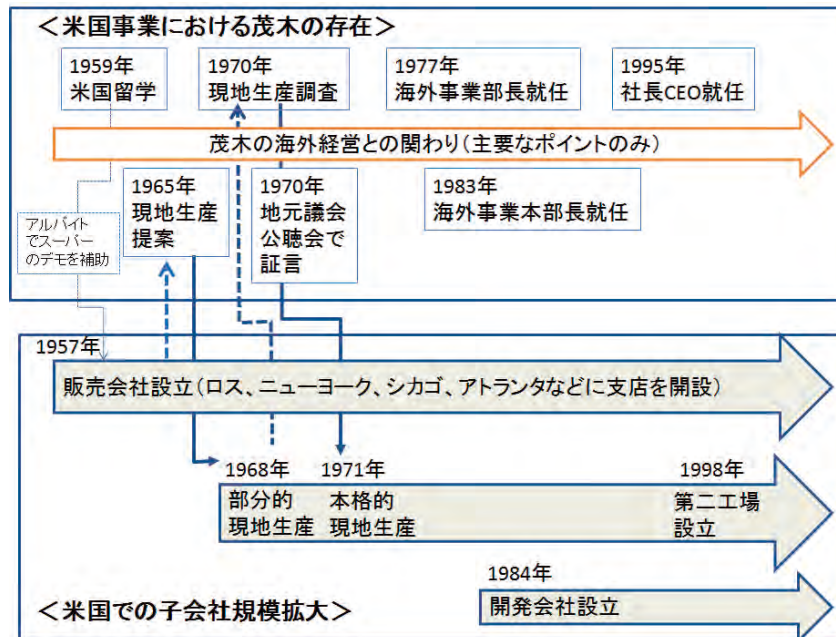 ＜米国事業における茂木の存在＞
1959年
米国留学
1970年
現地生産調査
1977年
海外事業部長就任
1995年
社長CEO就任
茂木の海外経営との関わり（主要なポイントのみ）
1965年
現地生産
提案
1970年
地元議会
公聴会で
証言
1983年
海外事業本部長就任
アルバイト
でスーパー
のデモを補助
1957年
販売会社設立（ロス、ニューヨーク、シカゴ、アトランタなどに支店を開設）
1968年
部分的
現地生産
1971年
本格的
現地生産
1998年
第二工場
設立
1984年
開発会社設立
＜米国での子会社規模拡大＞